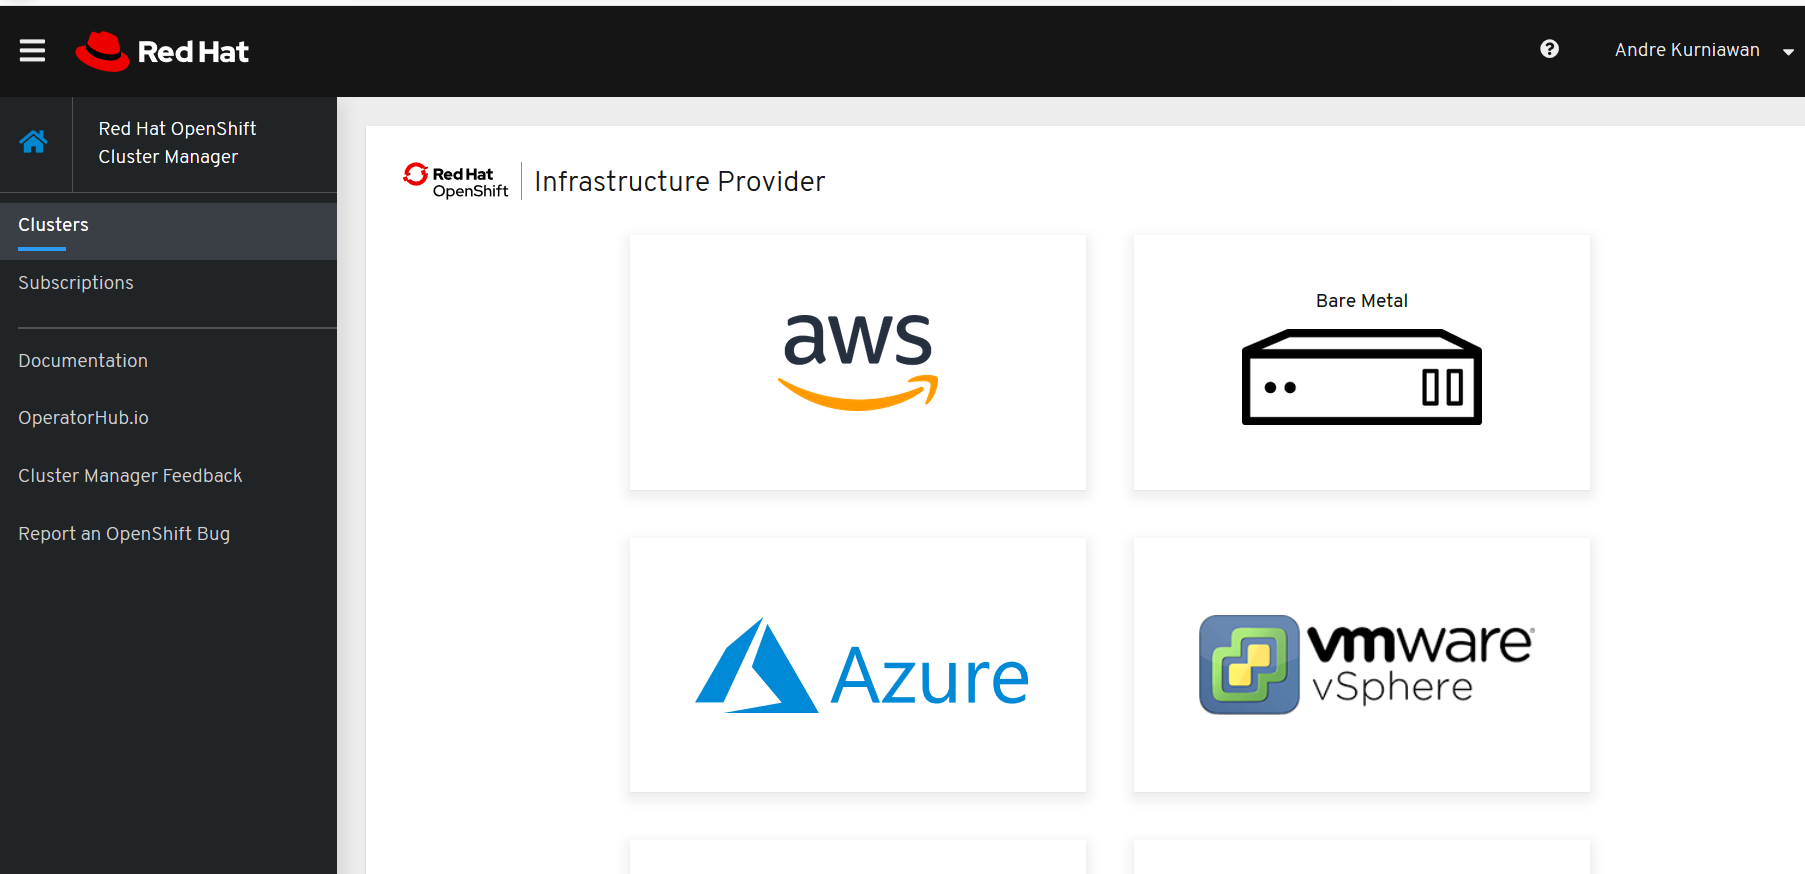 Red Hat
Andre Kurniawan
Red Hat OpenShift
Cluster Manager
Clusters
Subscriptions
Documentation
OperatorHub.io
Cluster Manager Feedback
Report an OpenShift Bug
Red Hat
OpenShift
Infrastructure Provider
aws
Bare Metal
Azure
vmware
vSphere